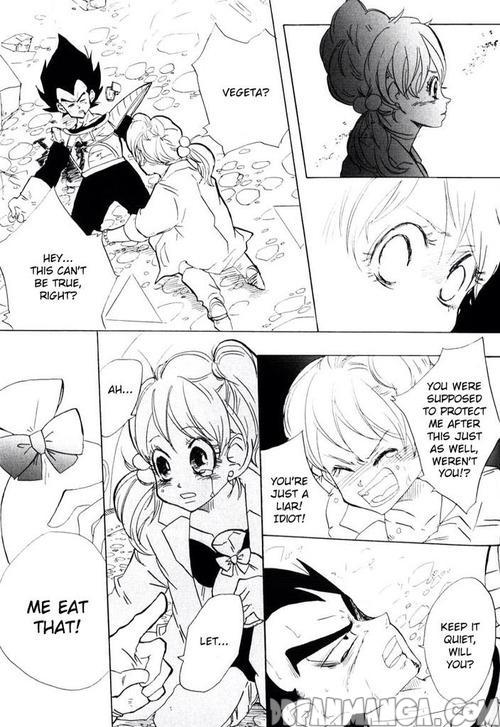 VEGETA?
HEY...
THIS CAN'T
BE TRUE,
RIGHT?
YOU WERE
SUPPOSED
TO PROTECT
ME AFTER
THIS JUST
AS WELL,
WEREN'T
YOU!?
YOU'RE
JUST A
LIAR!
IDIOT!
KEEP IT
QUIET,
WILL
YOU?
AH...
LET...
ME EAT
THAT!
DREAMMANGA.COM